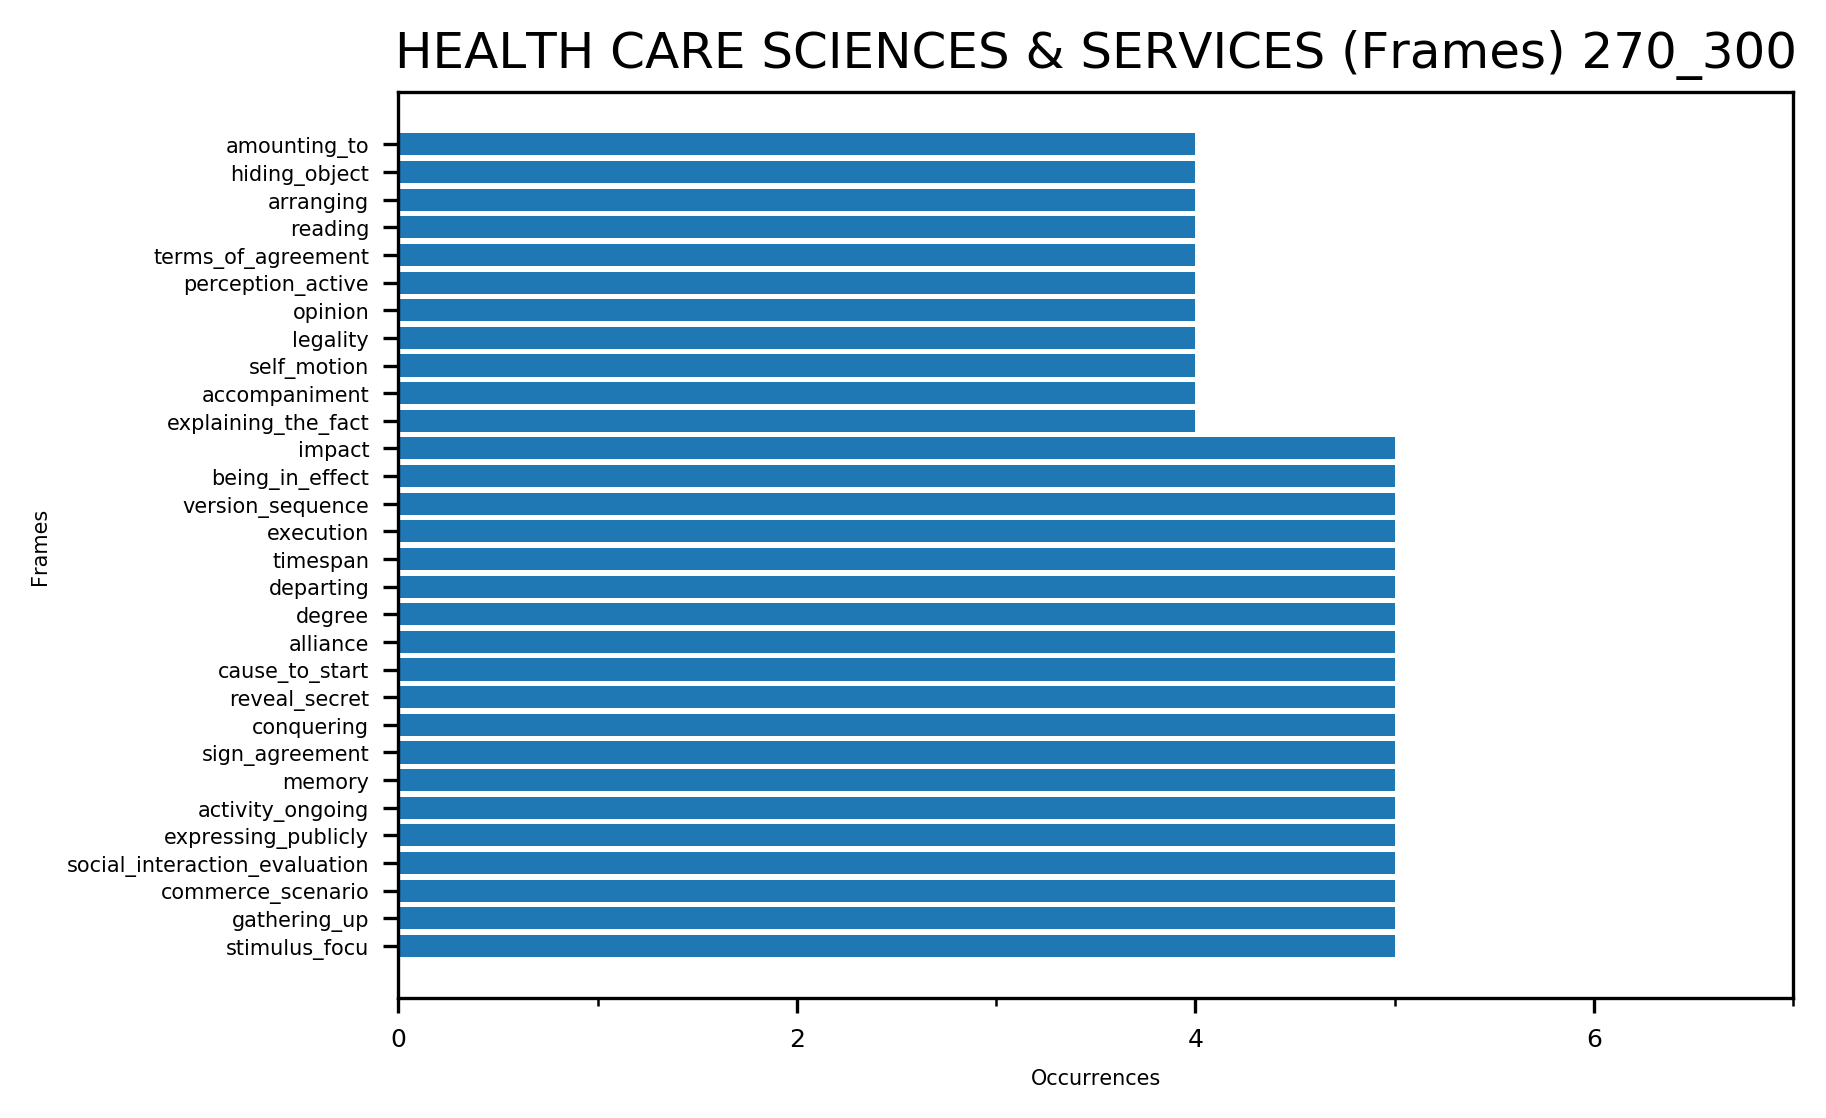 HEALTH CARE SCIENCES & SERVICES (Frames) 270_300
amounting_to
hiding_object
arranging
reading
terms_of_agreement
perception_active
opinion
legality
self_motion
accompaniment
explaining_the_fact
impact
being_in_effect
version_sequence
execution
timespan
departing
degree
alliance
cause_to_start
reveal_secret
conquering
sign_agreement
memory
activity_ongoing
expressing_publicly
social_interaction_evaluation
commerce_scenario
gathering_up
stimulus_focu
Frames
0 2 4 6
Occurrences